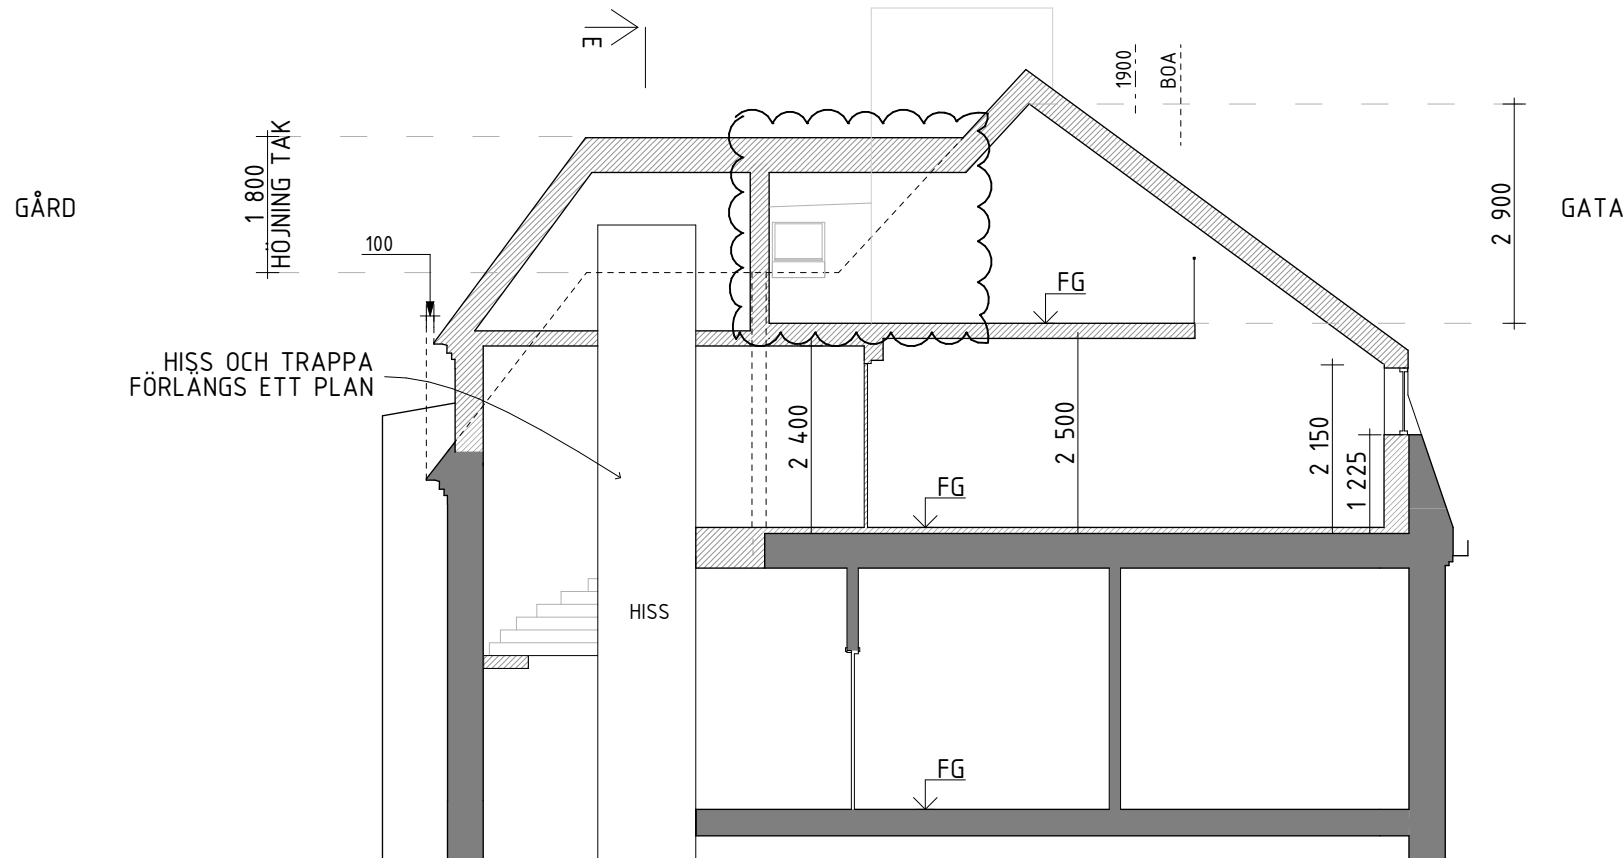 E
1900
BOA
GÅRD
1 800
HÖJNING TAK
100
2 900
GATA
FG
HISS OCH TRAPPA
FÖRLÄNGS ETT PLAN
2 400
2 500
2 150
1 225
FG
HISS
FG